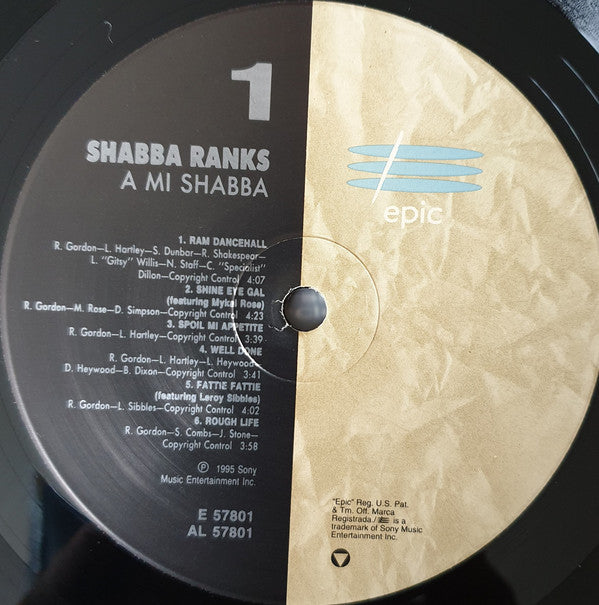 1
SHABBA RANKS
A MI SHABBA
1. RAM DANCEHALL
R. Gordon–L. Hartley–S. Dunbar–R. Shakespear–
L. "Gitsy" Willis–N. Staff–C. "Specialist"
Dillon–Copyright Control 4:07
2. SHINE EYE GAL
(featuring Mykal Rose)
R. Gordon–M. Rose–D. Simpson–Copyright Control 4:23
3. SPOIL MI APPETITE
R. Gordon–L. Hartley–Copyright Control 3:39
4. WELL DONE
R. Gordon–L. Hartley–L. Heywood–
D. Heywood–B. Dixon–Copyright Control 3:41
5. FATTIE FATTIE
(featuring Leroy Sibbles)
R. Gordon–L. Sibbles–Copyright Control 4:02
6. ROUGH LIFE
R. Gordon–S. Combs–J. Stone–
Copyright Control 3:58
℗ 1995 Sony
Music Entertainment Inc.
E 57801
AL 57801
epic
"Epic" Reg. U.S. Pat.
& Tm. Off. Marca
Registrada./ is a
trademark of Sony Music
Entertainment Inc.